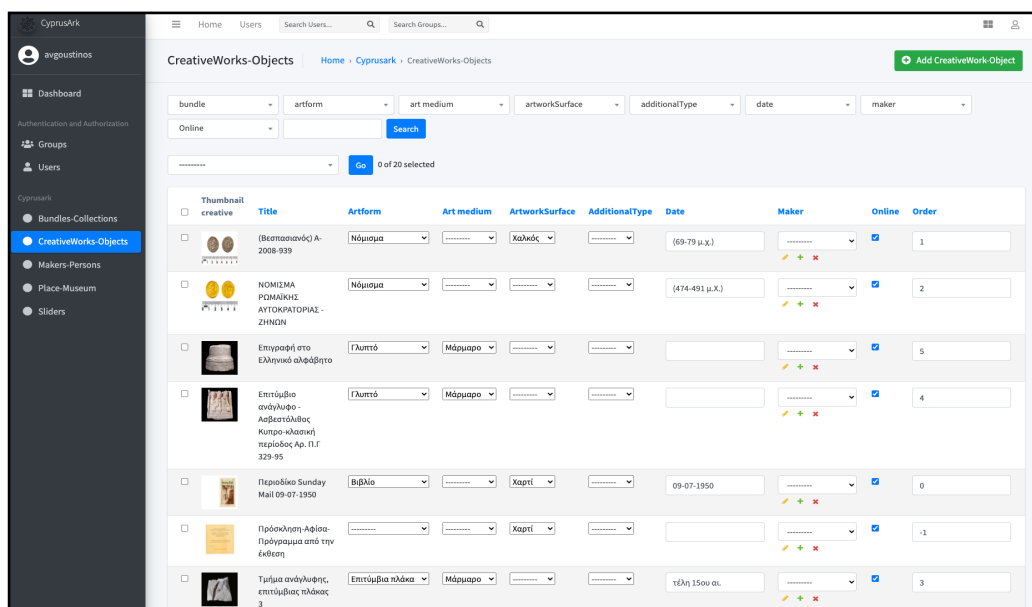 CyprusArk
Home Users Search Users... Search Groups...
avgoustinos
CreativeWorks-Objects Home › Cyprusark › CreativeWorks-Objects
Add CreativeWork-Object
Dashboard
Authentication and Authorization
Groups
Users
Cyprusark
Bundles-Collections
CreativeWorks-Objects
Makers-Persons
Place-Museum
Sliders
bundle artform art medium artworkSurface additionalType date maker
Online Search
--------- Go 0 of 20 selected
Thumbnail
creative Title Artform Art medium ArtworkSurface AdditionalType Date Maker Online Order
(Βεσπασιανός) Α-
2008-939
Νόμισμα --------- Χαλκός --------- (69-79 μ.χ.) --------- 1
ΝΟΜΙΣΜΑ
ΡΩΜΑΪΚΗΣ
ΑΥΤΟΚΡΑΤΟΡΙΑΣ -
ΖΗΝΩΝ
Νόμισμα --------- --------- --------- (474-491 μ.Χ.) --------- 2
Επιγραφή στο
Ελληνικό αλφάβητο
Γλυπτό Μάρμαρο --------- --------- --------- 5
Επιτύμβιο
ανάγλυφο -
Ασβεστόλιθος
Κυπρο-κλασική
περίοδος Αρ. Π.Γ
329-95
Γλυπτό Μάρμαρο --------- --------- --------- 4
Περιοδίκο Sunday
Mail 09-07-1950
Βιβλίο --------- Χαρτί --------- 09-07-1950 --------- 0
Πρόσκληση-Αφίσα-
Πρόγραμμα από την
έκθεση
--------- --------- Χαρτί --------- --------- -1
Τμήμα ανάγλυφης,
επιτύμβιας πλάκας
3
Επιτύμβια πλάκα Μάρμαρο --------- --------- τέλη 15ου αι. --------- 3